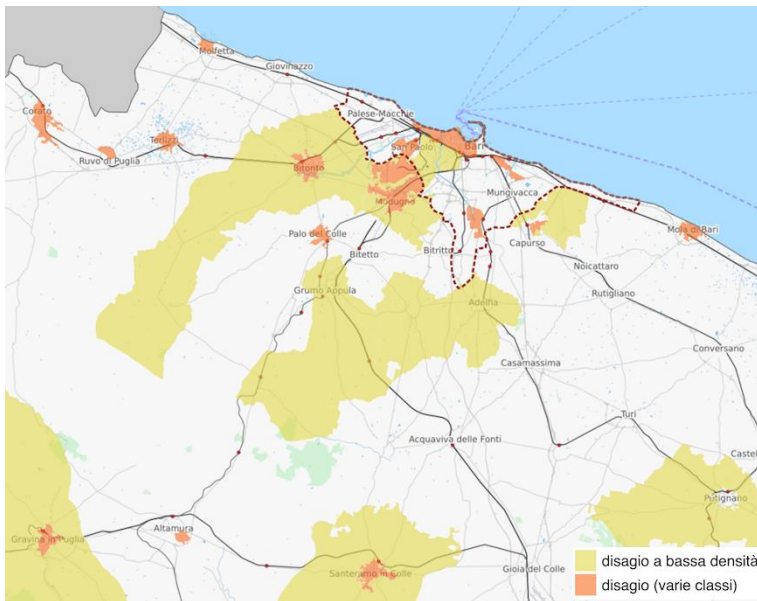 Molfetta
Giovinazzo
Corato
Palese-Macchie
Terlizzi
San Paolo
Bari
Ruvo di Puglia
Bitonto
Modugno
Mungivacca
Palo del Colle
Mola di Bari
Bitetto
Bitritto
Capurso
Noicattaro
Grumo Appula
Rutigliano
Adelfia
Conversano
Casamassima
Turi
Acquaviva delle Fonti
Castel
Putignano
Altamura
Gravina in Puglia
Gioia del Colle
Santeramo in Colle
disagio a bassa densità
disagio (varie classi)